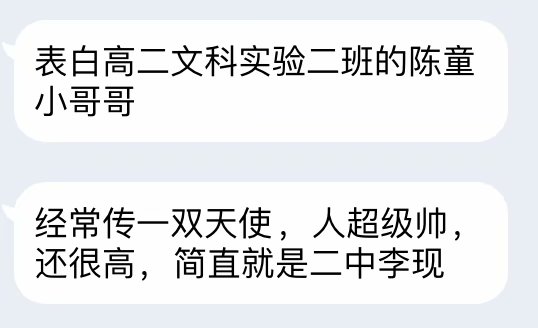 表白高二文科实验二班的陈童
小哥哥
经常传一双天使，人超级帅，
还很高，简直就是二中李现